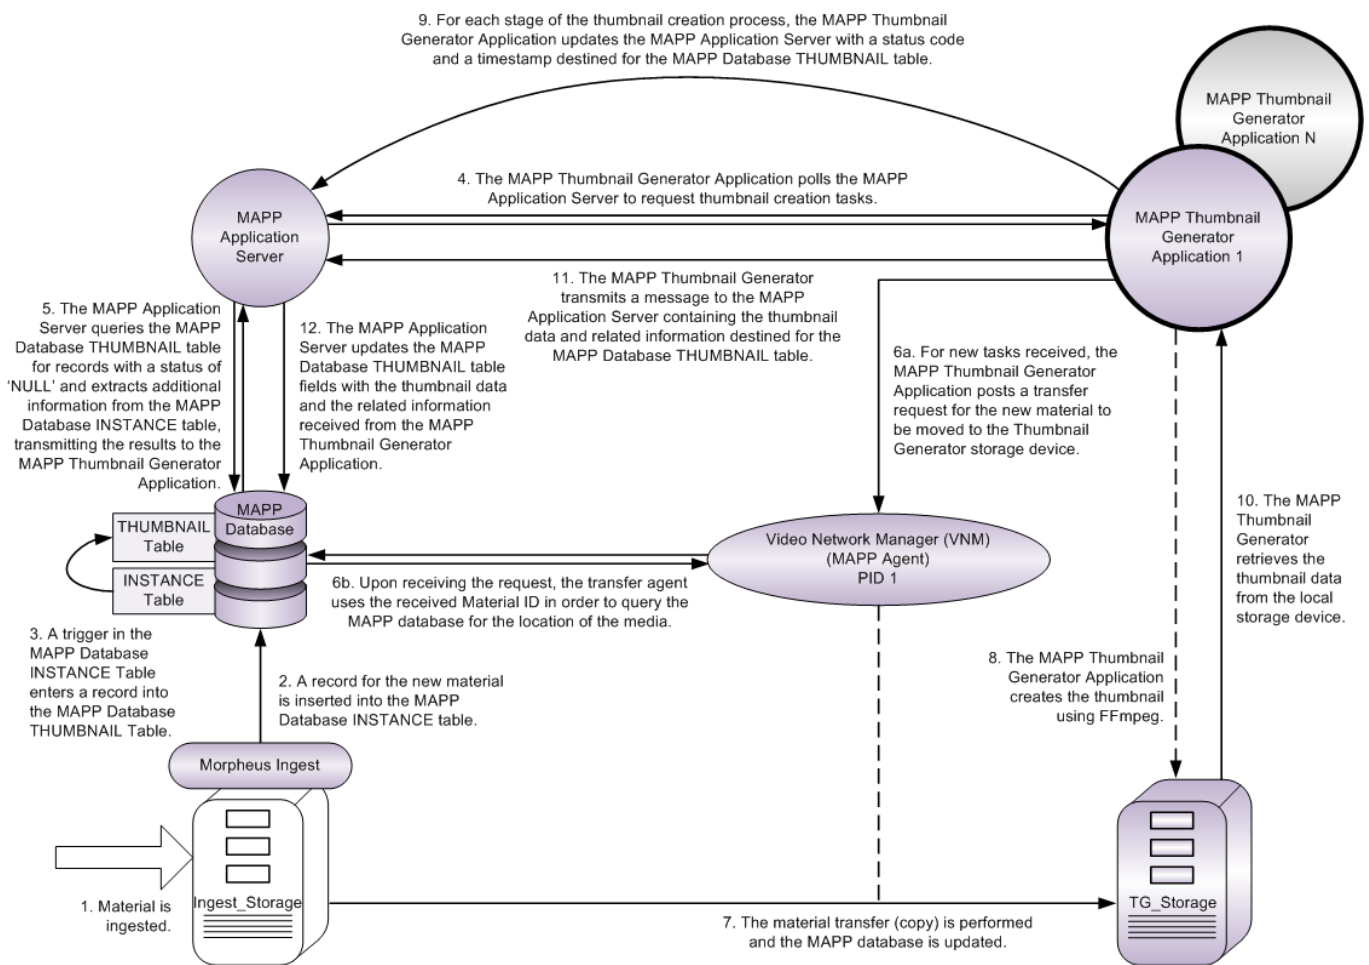 9. For each stage of the thumbnail creation process, the MAPP Thumbnail
Generator Application updates the MAPP Application Server with a status code
and a timestamp destined for the MAPP Database THUMBNAIL table.
MAPP Thumbnail
Generator
Application N
4. The MAPP Thumbnail Generator Application polls the MAPP
Application Server to request thumbnail creation tasks.
MAPP
Application
Server
MAPP Thumbnail
Generator
Application 1
5. The MAPP Application
Server queries the MAPP
Database THUMBNAIL table
for records with a status of
‘NULL’ and extracts additional
information from the MAPP
Database INSTANCE table,
transmitting the results to the
MAPP Thumbnail Generator
Application.
12. The MAPP Application
Server updates the MAPP
Database THUMBNAIL table
fields with the thumbnail data
and the related information
received from the MAPP
Thumbnail Generator
Application.
11. The MAPP Thumbnail Generator
transmits a message to the MAPP
Application Server containing the thumbnail
data and related information destined for the
MAPP Database THUMBNAIL table.
6a. For new tasks received, the
MAPP Thumbnail Generator
Application posts a transfer
request for the new material to
be moved to the Thumbnail
Generator storage device.
MAPP
Database
THUMBNAIL
Table
INSTANCE
Table
Video Network Manager (VNM)
(MAPP Agent)
PID 1
10. The MAPP
Thumbnail
Generator
retrieves the
thumbnail data
from the local
storage device.
6b. Upon receiving the request, the transfer agent
uses the received Material ID in order to query the
MAPP database for the location of the media.
3. A trigger in the
MAPP Database
INSTANCE Table
enters a record into
the MAPP Database
THUMBNAIL Table.
2. A record for the new material
is inserted into the MAPP
Database INSTANCE table.
8. The MAPP Thumbnail
Generator Application
creates the thumbnail
using FFmpeg.
Morpheus Ingest
Ingest_Storage
TG_Storage
1. Material is
ingested.
7. The material transfer (copy) is performed
and the MAPP database is updated.